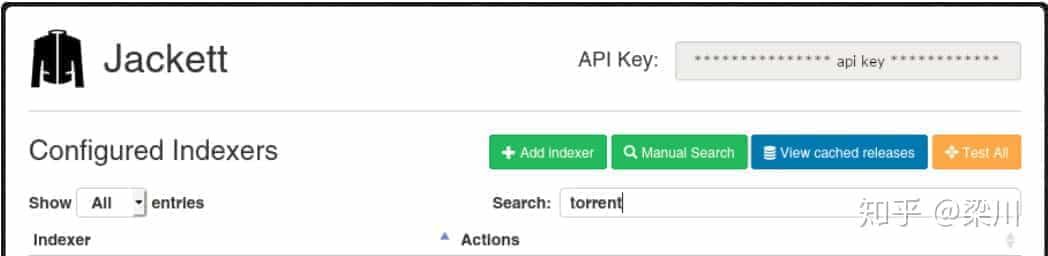 Jackett
API Key: *************** api key ************
Configured Indexers
Add indexer Manual Search View cached releases Test All
Show All entries Search: torrent
知乎 @梁川
Indexer Actions